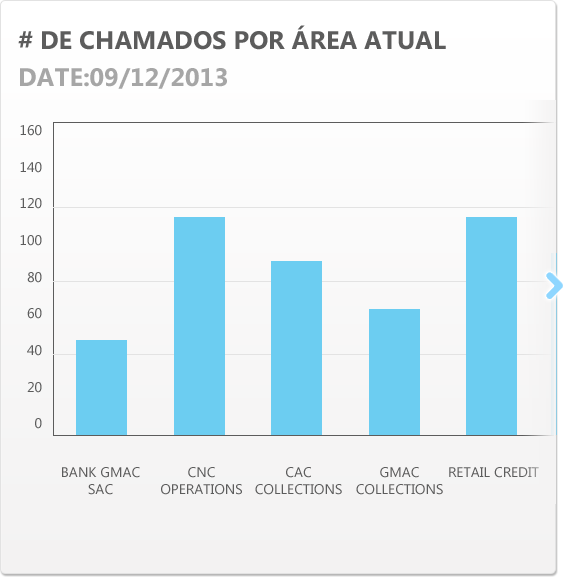 # DE CHAMADOS POR ÁREA ATUAL
DATE:09/12/2013
160
140
120
100
80
60
40
20
0
BANK GMAC SAC
CNC OPERATIONS
CAC COLLECTIONS
GMAC COLLECTIONS
RETAIL CREDIT